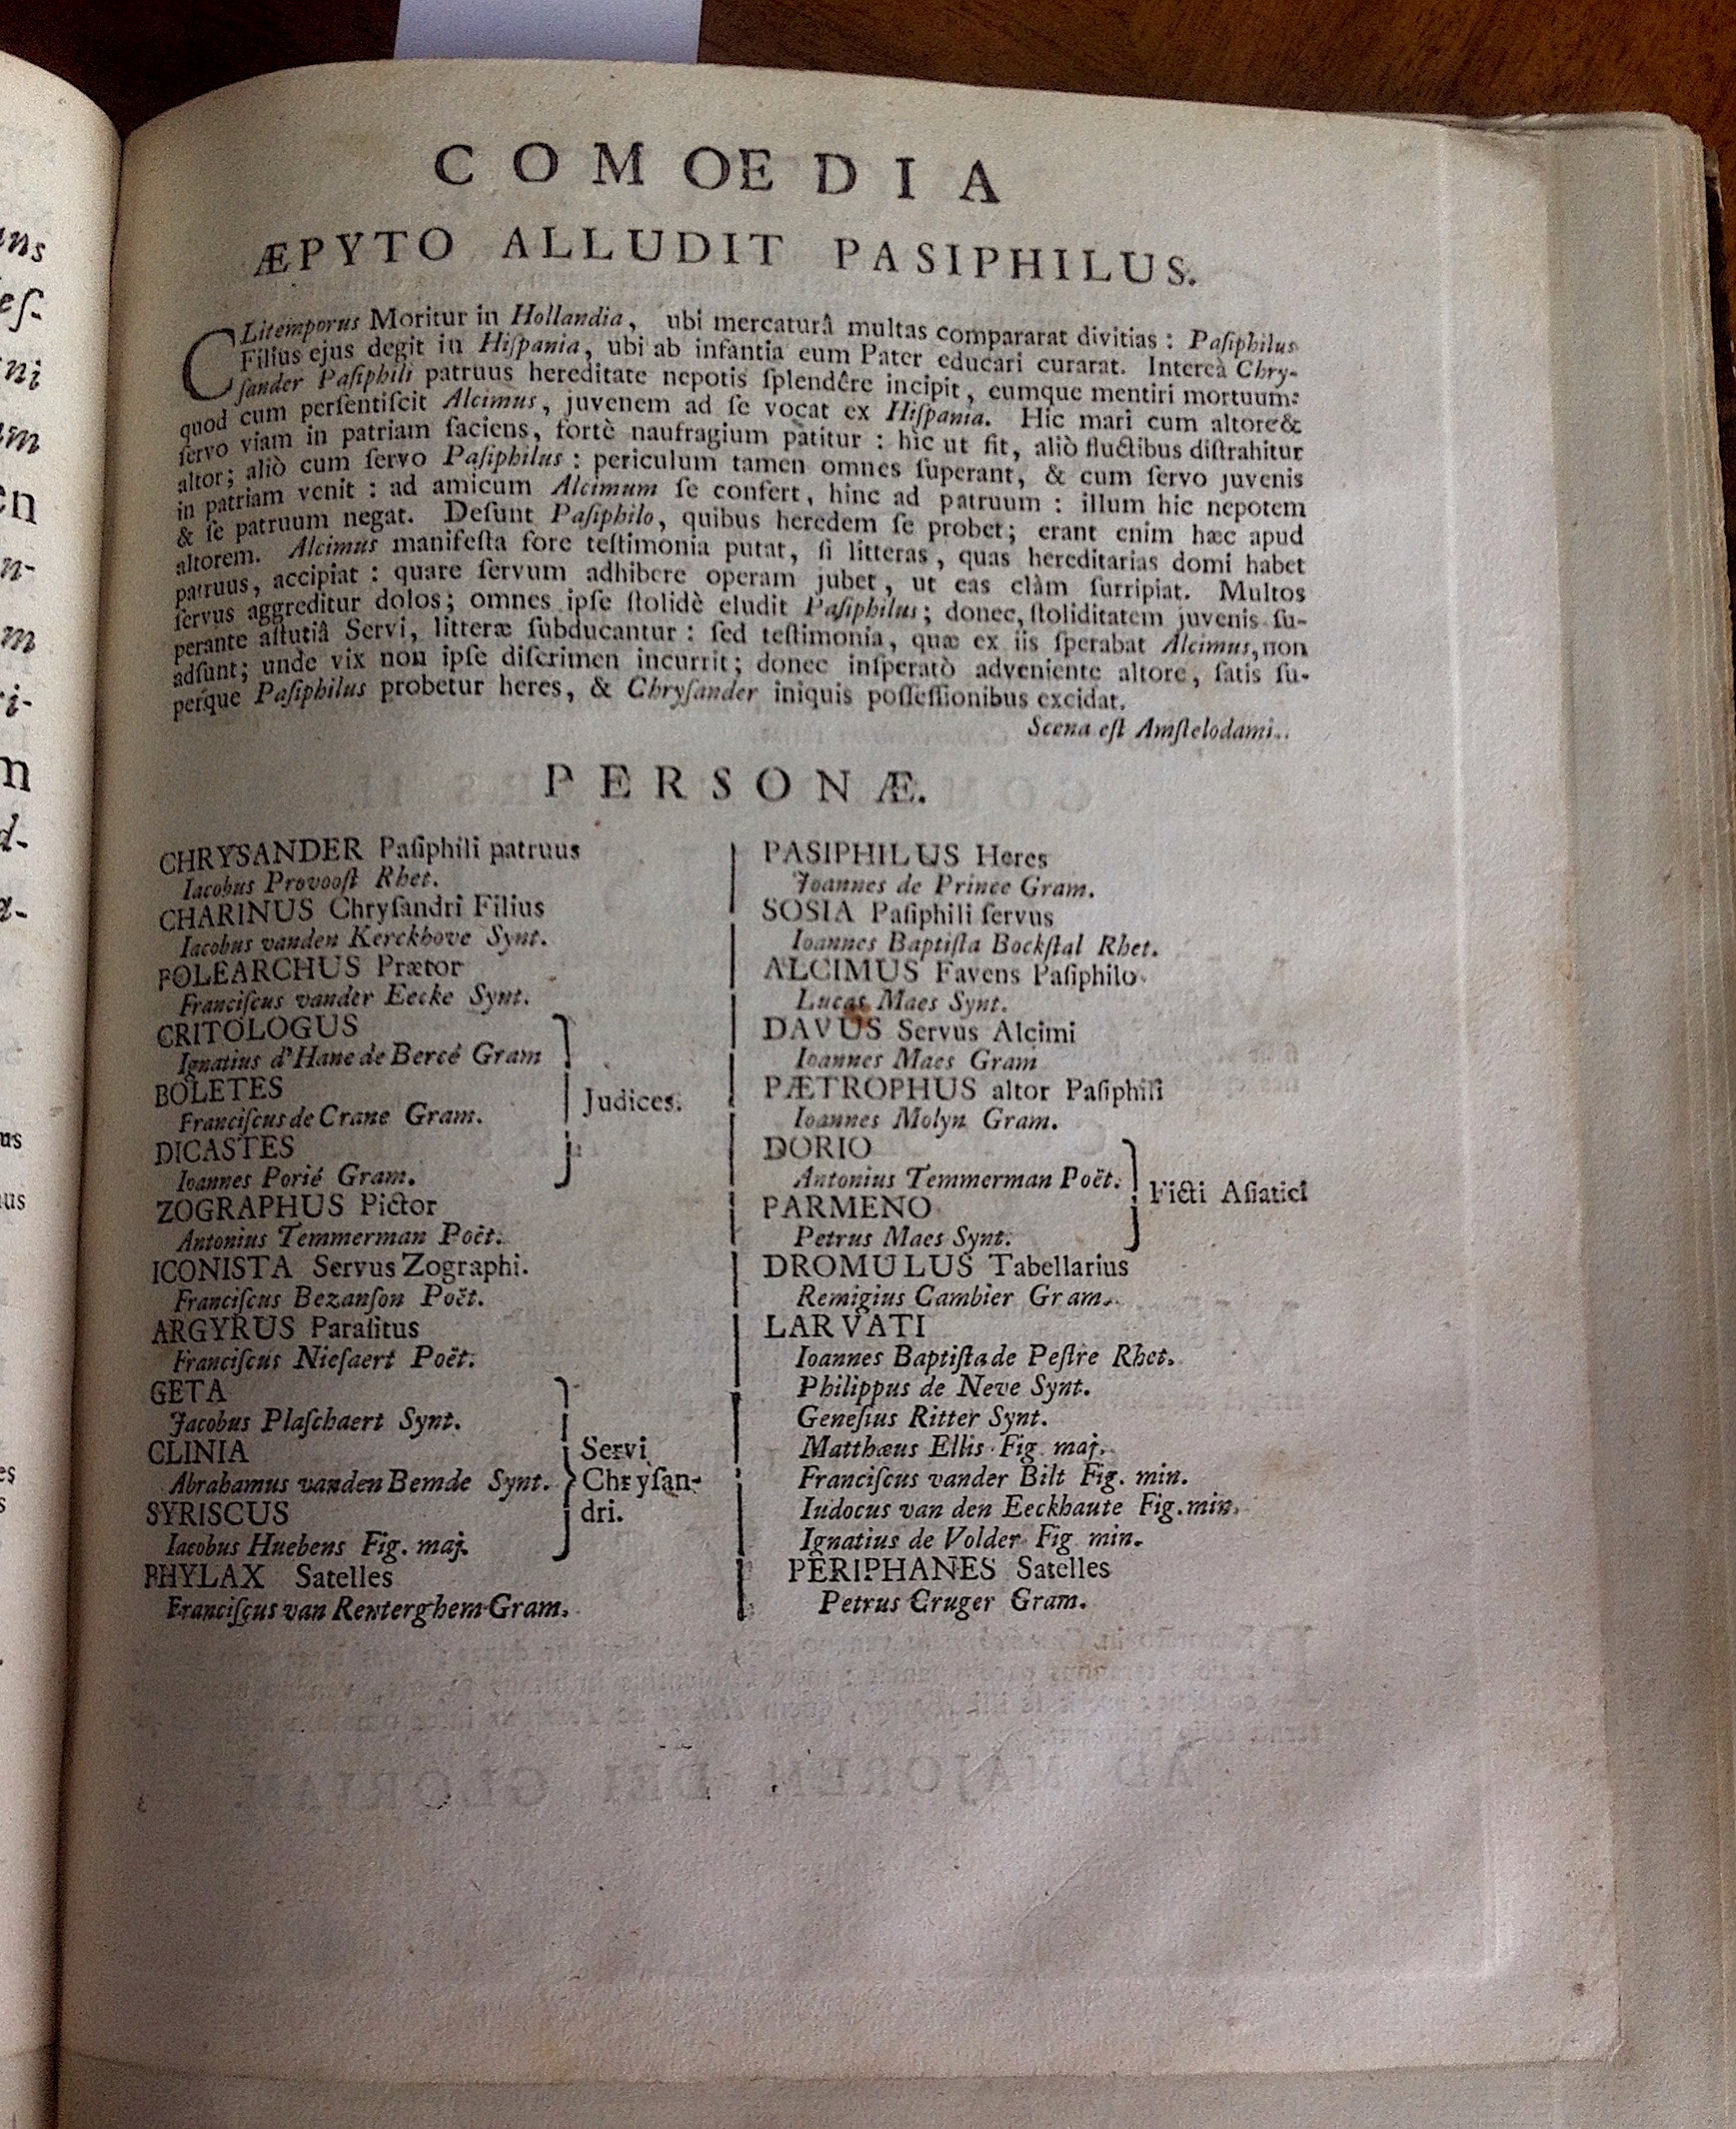 COMOEDIA
ÆPYTO ALLUDIT PASIPHILUS.
CLitemporus Moritur in Hollandia, ubi mercaturâ multas compararat divitias : Paſiphilus
Filius ejus degit in Hiſpania, ubi ab infantia eum Pater educari curarat. Intereà Chry-
ſander Paſiphili patruus hereditate nepotis ſplendêre incipit, eumque mentiri mortuum:
quod cum perſentiſcit Alcimus, juvenem ad ſe vocat ex Hiſpania. Hic mari cum altore &
ſervo viam in patriam faciens, fortè naufragium patitur : hic ut fit, aliò fluctibus diſtrahitur
altor; aliò cum ſervo Paſiphilus : periculum tamen omnes ſuperant, & cum ſervo juvenis
in patriam venit : ad amicum Alcimum ſe confert, hinc ad patruum : illum hic nepotem
& ſe patruum negat. Deſunt Paſiphilo, quibus heredem ſe probet; erant enim hæc apud
altorem. Alcimus manifeſta fore teſtimonia putat, ſi litteras, quas hereditarias domi habet
patruus, accipiat : quare ſervum adhibere operam jubet, ut eas clàm ſurripiat. Multos
ſervus aggreditur dolos; omnes ipſe ſtolidè eludit Paſiphilus; donec, ſtoliditatem juvenis ſu-
perante aſtutiâ Servi, litteræ ſubducantur : ſed teſtimonia, quæ ex iis ſperabat Alcimus, non
adſunt; unde vix non ipſe diſcrimen incurrit; donec inſperatò adveniente altore, ſatis ſu-
perque Paſiphilus probetur heres, & Chryſander iniquis poſſeſſionibus excidat.
Scena eſt Amſtelodami.
PERSONÆ.
CHRYSANDER Paſiphili patruus
Iacobus Provooſt Rhet.
CHARINUS Chryſandri Filius
Iacobus vanden Kerckhove Synt.
POLEARCHUS Prætor
Franciſcus vander Eecke Synt.
CRITOLOGUS
Ignatius d'Hane de Bercé Gram
BOLETES
Judices.
Franciſcus de Crane Gram.
DICASTES
Ioannes Porié Gram.
ZOGRAPHUS Pictor
Antonius Temmerman Poët.
ICONISTA Servus Zographi.
Franciſcus Bezanſon Poët.
ARGYRUS Paraſitus
Franciſcus Nieſaert Poët.
GETA
Jacobus Plaſchaert Synt.
CLINIA
Abrahamus vanden Bemde Synt.
SYRISCUS
Iacobus Huebens Fig. maj.
Servi
Chryſan-
dri.
PHYLAX Satelles
Franciſcus van Renterghem Gram.
PASIPHILUS Heres
Joannes de Prince Gram.
SOSIA Paſiphili ſervus
Ioannes Baptiſta Bockſtal Rhet.
ALCIMUS Favens Paſiphilo
Lucas Maes Synt.
DAVUS Servus Alcimi
Ioannes Maes Gram
PÆTROPHUS altor Paſiphili
Ioannes Molyn Gram.
DORIO
Antonius Temmerman Poët.
Ficti Aſiatici
PARMENO
Petrus Maes Synt.
DROMULUS Tabellarius
Remigius Cambier Gram.
LARVATI
Ioannes Baptiſta de Peſtre Rhet.
Philippus de Neve Synt.
Geneſius Ritter Synt.
Matthæus Ellis Fig. maj.
Franciſcus vander Bilt Fig. min.
Iudocus van den Eeckhaute Fig. min.
Ignatius de Volder Fig min.
PERIPHANES Satelles
Petrus Cruger Gram.